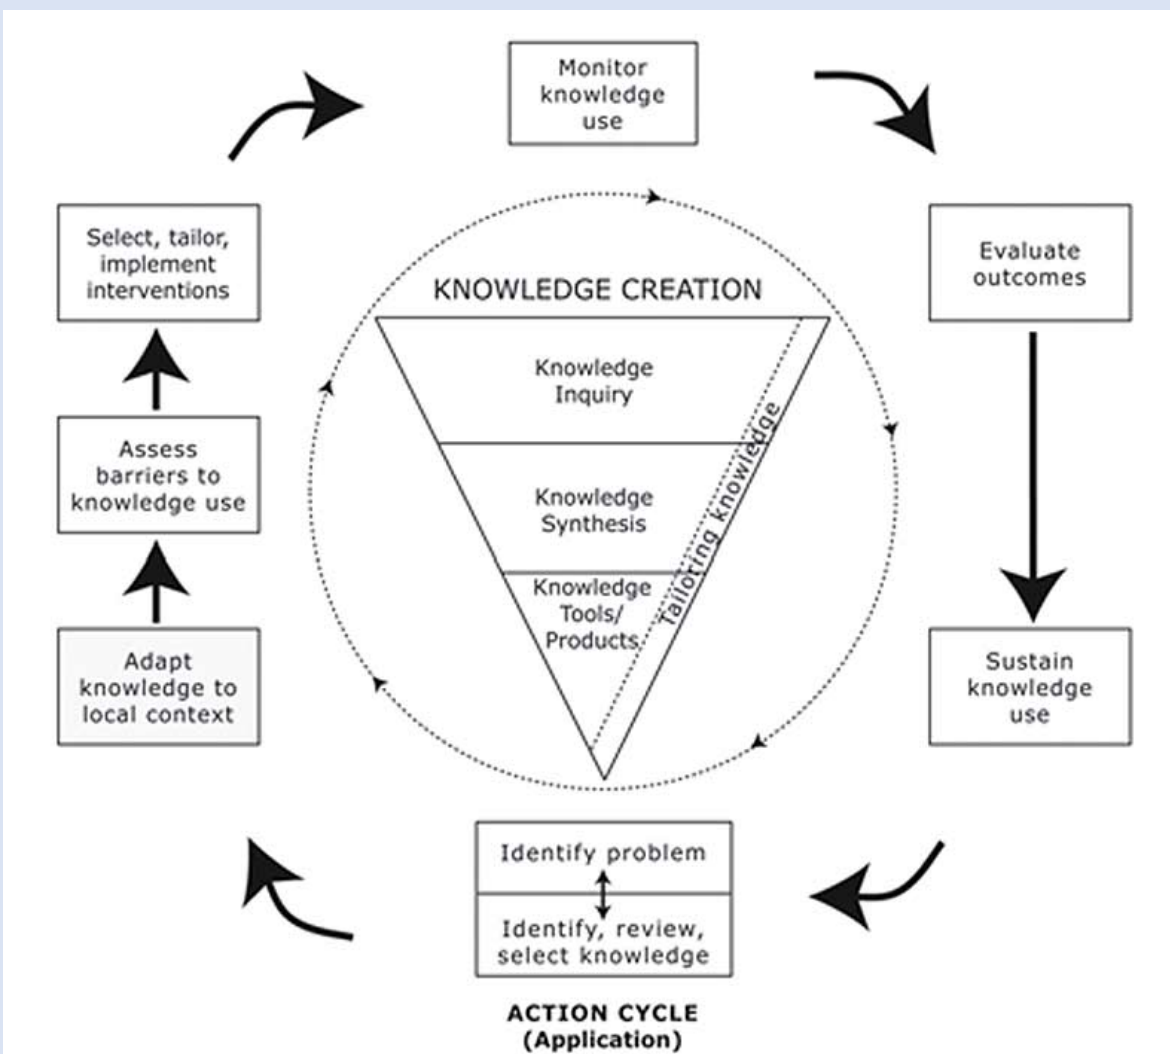 Monitor
knowledge
use
Select, tailor,
implement
interventions
Evaluate
outcomes
KNOWLEDGE CREATION
Knowledge
Inquiry
Assess
barriers to
knowledge use
Knowledge
Synthesis
Tailoring knowledge
Knowledge
Tools/
Products
Adapt
knowledge to
local context
Sustain
knowledge
use
Identify problem
Identify, review,
select knowledge
ACTION CYCLE
(Application)